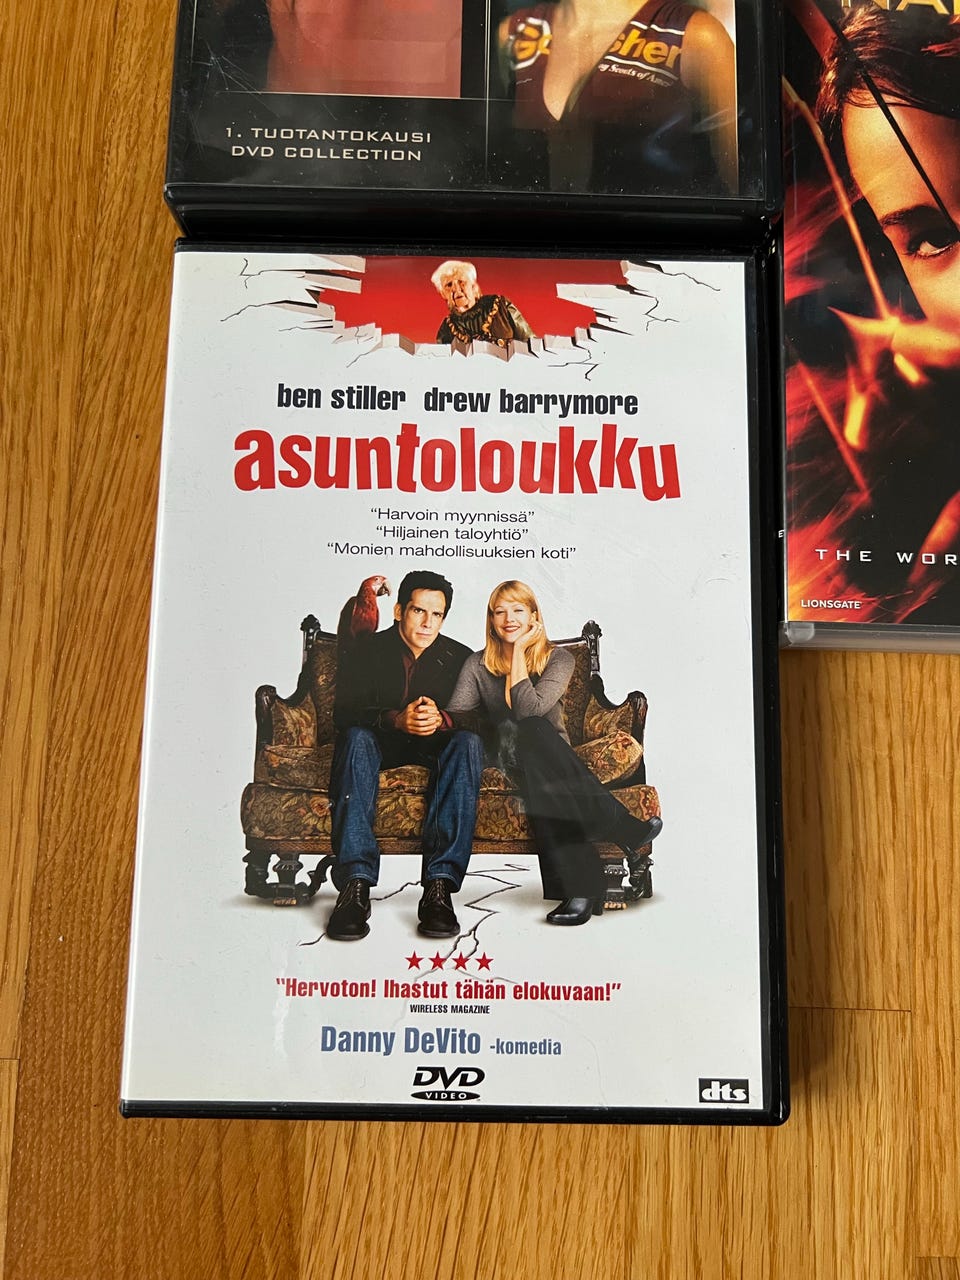 1. TUOTANTOKAUSI
DVD COLLECTION
ben stiller drew barrymore
asuntoloukku
“Harvoin myynnissä”
“Hiljainen taloyhtiö”
“Monien mahdollisuuksien koti”
THE WOR
LIONSGATE
★★★★
"Hervoton! Ihastut tähän elokuvaan!"
WIRELESS MAGAZINE
Danny DeVito -komedia
DVD
VIDEO
dts